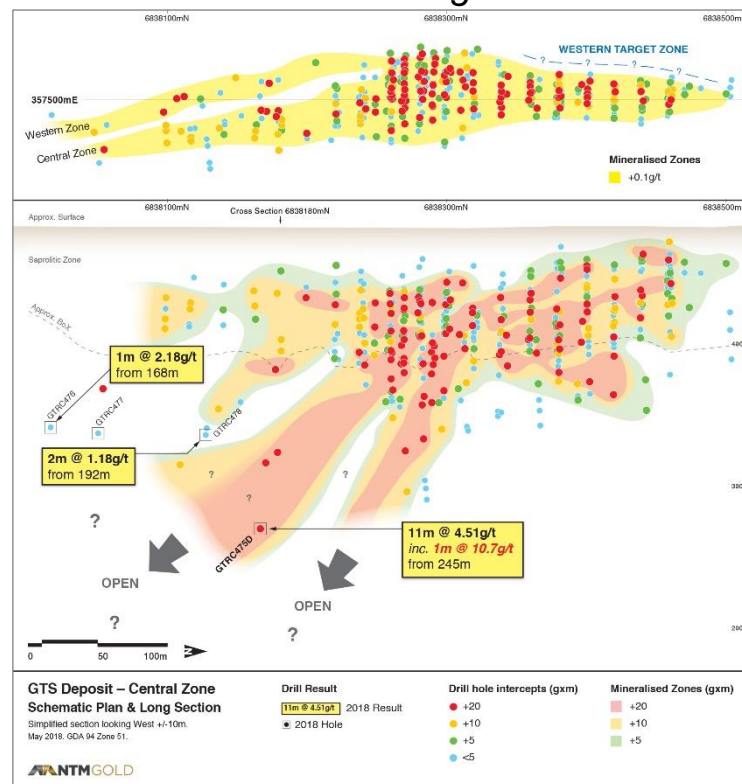 6838100mN
6838300mN
6838500mN
WESTERN TARGET ZONE
?
?
?
?
357500mE
Western Zone
Central Zone
Mineralised Zones
+0.1g/t
6838100mN
Cross Section 6838180mN
6838300mN
6838500mN
Approx. Surface
Saprolitic Zone
Approx. BoX
1m @ 2.18g/t
from 168m
GTRC476
GTRC477
GTRC478
2m @ 1.18g/t
from 192m
?
?
?
?
11m @ 4.51g/t
inc. 1m @ 10.7g/t
from 245m
GTRC475D
OPEN
OPEN
?
?
0 50 100m
N
GTS Deposit – Central Zone
Schematic Plan & Long Section
Simplified section looking West +/-10m.
May 2018. GDA 94 Zone 51.
NTMGOLD
Drill Result
11m @ 4.51g/t 2018 Result
2018 Hole
Drill hole intercepts (gxm)
+20
+10
+5
<5
Mineralised Zones (gxm)
+20
+10
+5